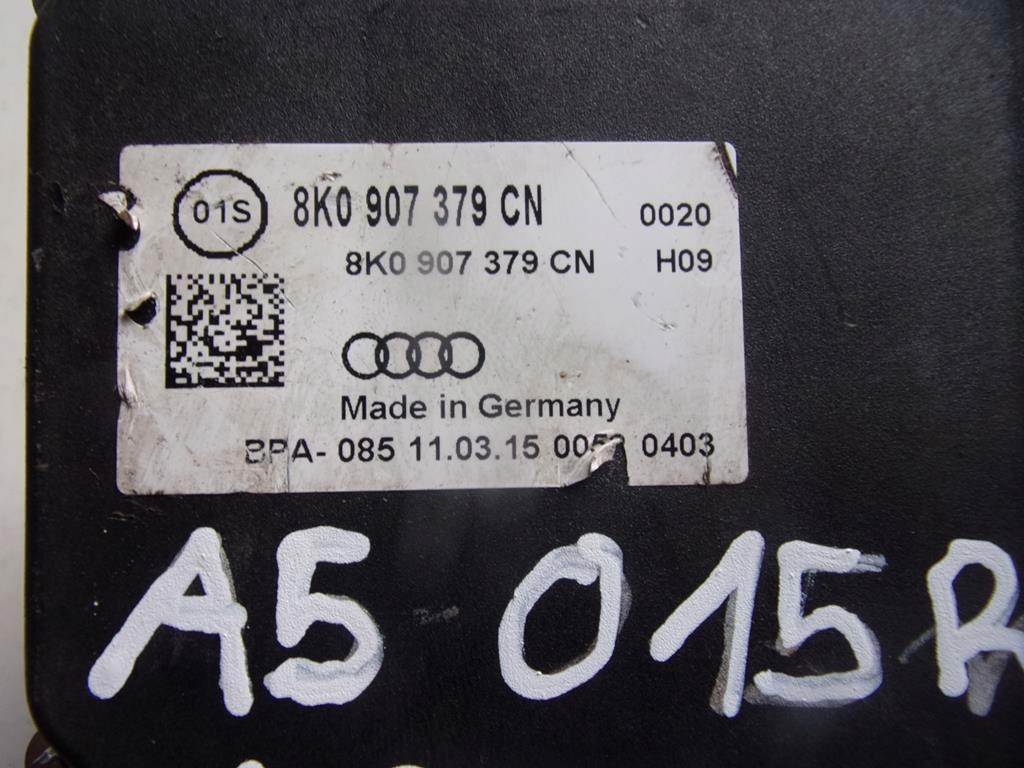 01S 8K0 907 379 CN 0020
8K0 907 379 CN H09
Made in Germany
BPA- 085 11.03.15 0403
A5 015R